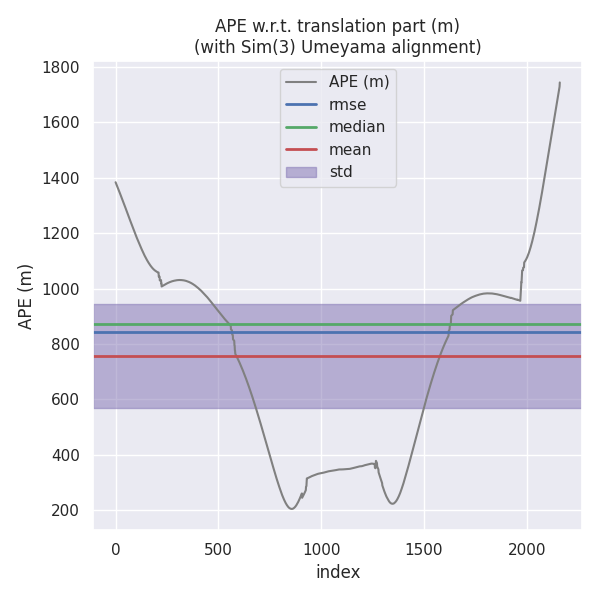 APE w.r.t. translation part (m)
(with Sim(3) Umeyama alignment)
1800
1600
1400
1200
1000
800
600
400
200
APE (m)
APE (m)
rmse
median
mean
std
0
500
1000
1500
2000
index